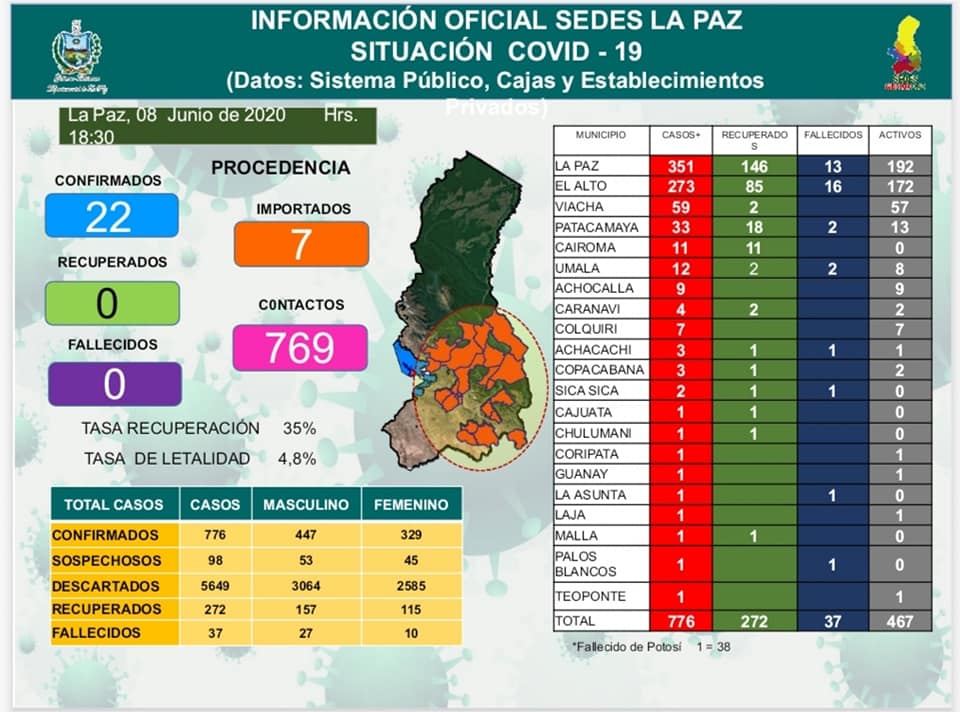 INFORMACIÓN OFICIAL SEDES LA PAZ
SITUACIÓN COVID - 19
(Datos: Sistema Público, Cajas y Establecimientos
Privados)
La Paz, 08 Junio de 2020 Hrs.
18:30
PROCEDENCIA
CONFIRMADOS
22
IMPORTADOS
7
RECUPERADOS
0
C0NTACTOS
769
FALLECIDOS
0
TASA RECUPERACIÓN 35%
TASA DE LETALIDAD 4,8%
TOTAL CASOS CASOS MASCULINO FEMENINO
CONFIRMADOS 776 447 329
SOSPECHOSOS 98 53 45
DESCARTADOS 5649 3064 2585
RECUPERADOS 272 157 115
FALLECIDOS 37 27 10
MUNICIPIO CASOS+ RECUPERADO FALLECIDOS ACTIVOS
S
LA PAZ 351 146 13 192
EL ALTO 273 85 16 172
VIACHA 59 2 57
PATACAMAYA 33 18 2 13
CAIROMA 11 11 0
UMALA 12 2 2 8
ACHOCALLA 9 9
CARANAVI 4 2 2
COLQUIRI 7 7
ACHACACHI 3 1 1 1
COPACABANA 3 1 2
SICA SICA 2 1 1 0
CAJUATA 1 1 0
CHULUMANI 1 1 0
CORIPATA 1 1
GUANAY 1 1
LA ASUNTA 1 1 0
LAJA 1 1
MALLA 1 1 0
PALOS
BLANCOS 1 1 0
TEOPONTE 1 1
TOTAL 776 272 37 467
*Fallecido de Potosí 1 = 38